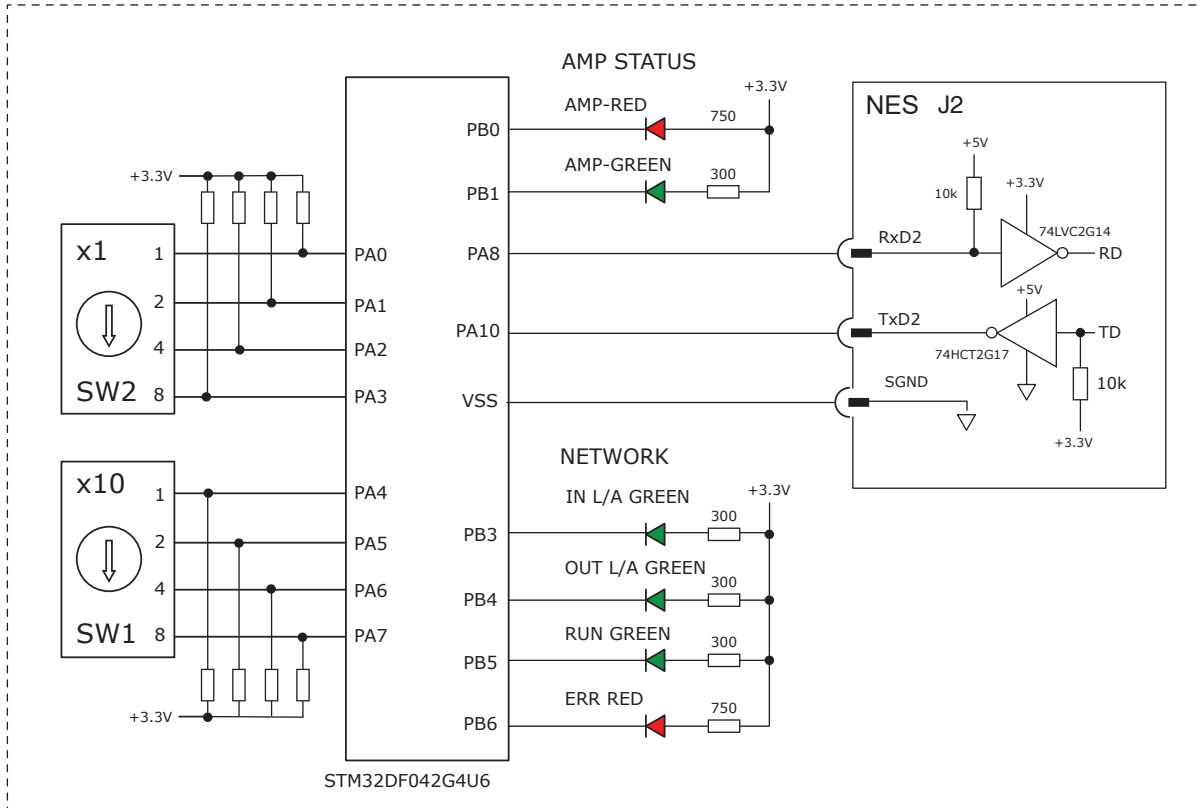 AMP STATUS
+3.3V
AMP-RED
750
PB0
AMP-GREEN
300
PB1
NES J2
+5V
10k
+3.3V
74LVC2G14
RxD2
RD
PA8
+5V
TxD2
TD
PA10
74HCT2G17
10k
SGND
+3.3V
VSS
+3.3V
x1
1
PA0
2
PA1
4
PA2
SW2
8
PA3
x10
1
PA4
2
PA5
4
PA6
SW1
8
PA7
+3.3V
NETWORK
+3.3V
IN L/A GREEN
300
PB3
OUT L/A GREEN
300
PB4
RUN GREEN
300
PB5
ERR RED
750
PB6
STM32DF042G4U6